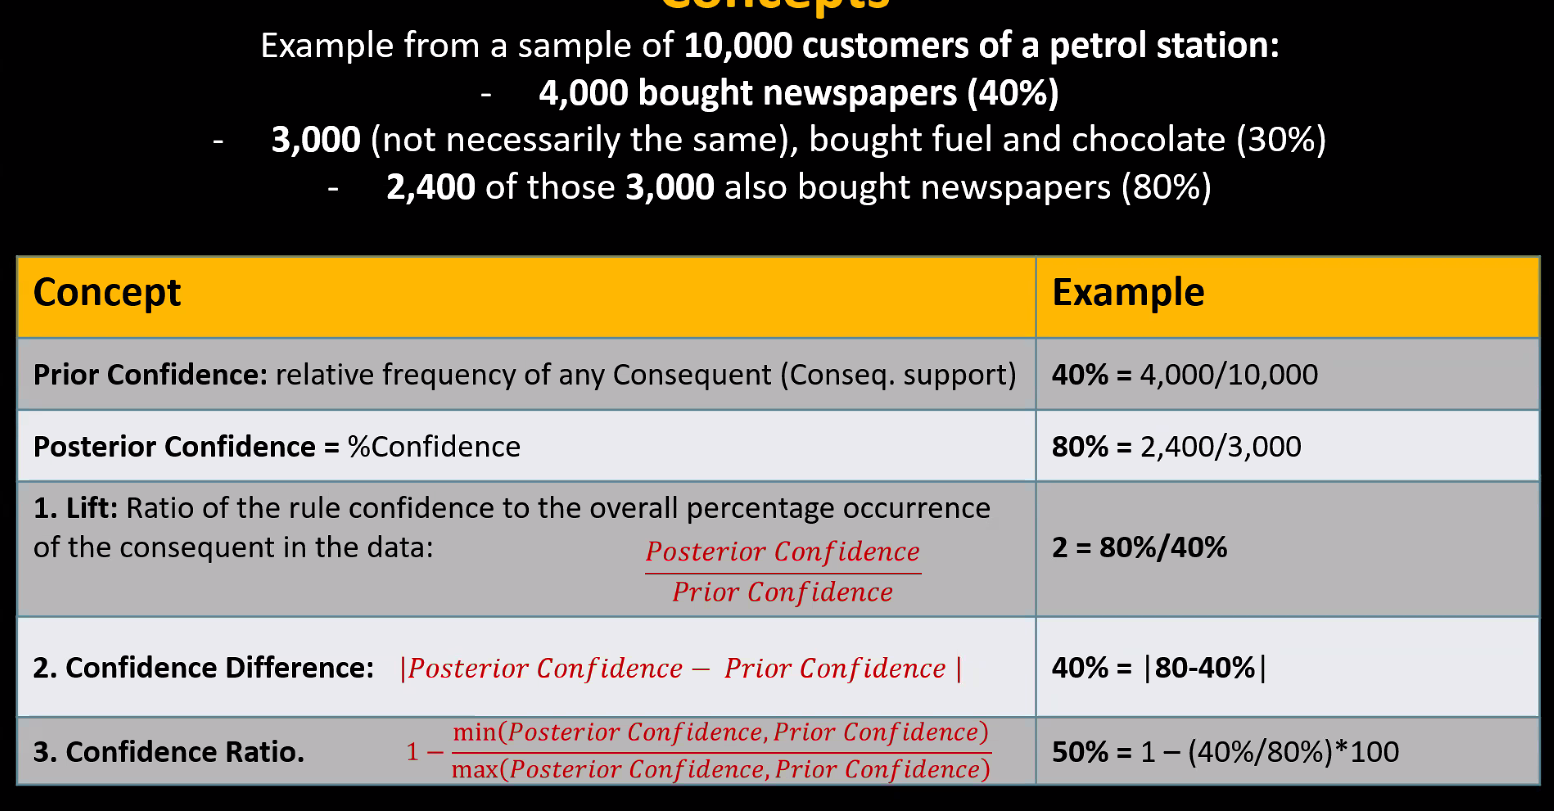 Concepts
Example from a sample of 10,000 customers of a petrol station:
- 4,000 bought newspapers (40%)
- 3,000 (not necessarily the same), bought fuel and chocolate (30%)
- 2,400 of those 3,000 also bought newspapers (80%)
Concept Example
Prior Confidence: relative frequency of any Consequent (Conseq. support) 40% = 4,000/10,000
Posterior Confidence = %Confidence 80% = 2,400/3,000
1. Lift: Ratio of the rule confidence to the overall percentage occurrence
of the consequent in the data:
Posterior Confidence
Prior Confidence
2 = 80%/40%
2. Confidence Difference: |Posterior Confidence − Prior Confidence | 40% = |80-40%|
3. Confidence Ratio. 1 −
min(Posterior Confidence, Prior Confidence)
max(Posterior Confidence, Prior Confidence)
50% = 1 – (40%/80%)*100